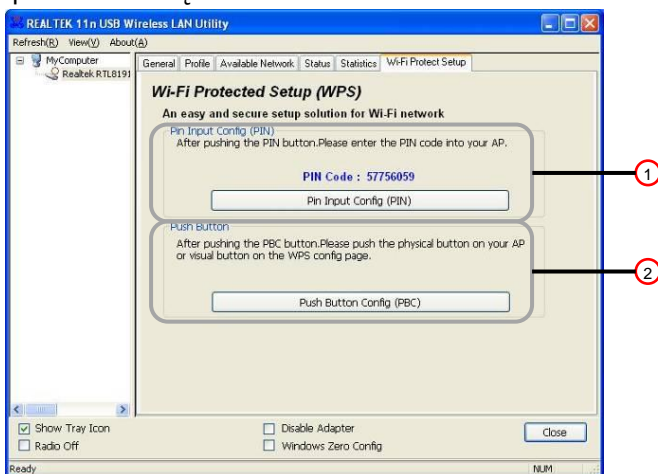 REALTEK 11n USB Wireless LAN Utility
Refresh(R) View(V) About(A)
MyComputer
Realtek RTL8191
General Profile Available Network Status Statistics Wi-Fi Protect Setup
Wi-Fi Protected Setup (WPS)
An easy and secure setup solution for Wi-Fi network
Pin Input Config (PIN)
After pushing the PIN button.Please enter the PIN code into your AP.
PIN Code : 57756059
Pin Input Config (PIN)
1
Push Button
After pushing the PBC button.Please push the physical button on your AP
or visual button on the WPS config page.
2
Push Button Config (PBC)
Show Tray Icon
Radio Off
Disable Adapter
Windows Zero Config
Close
Ready
NUM